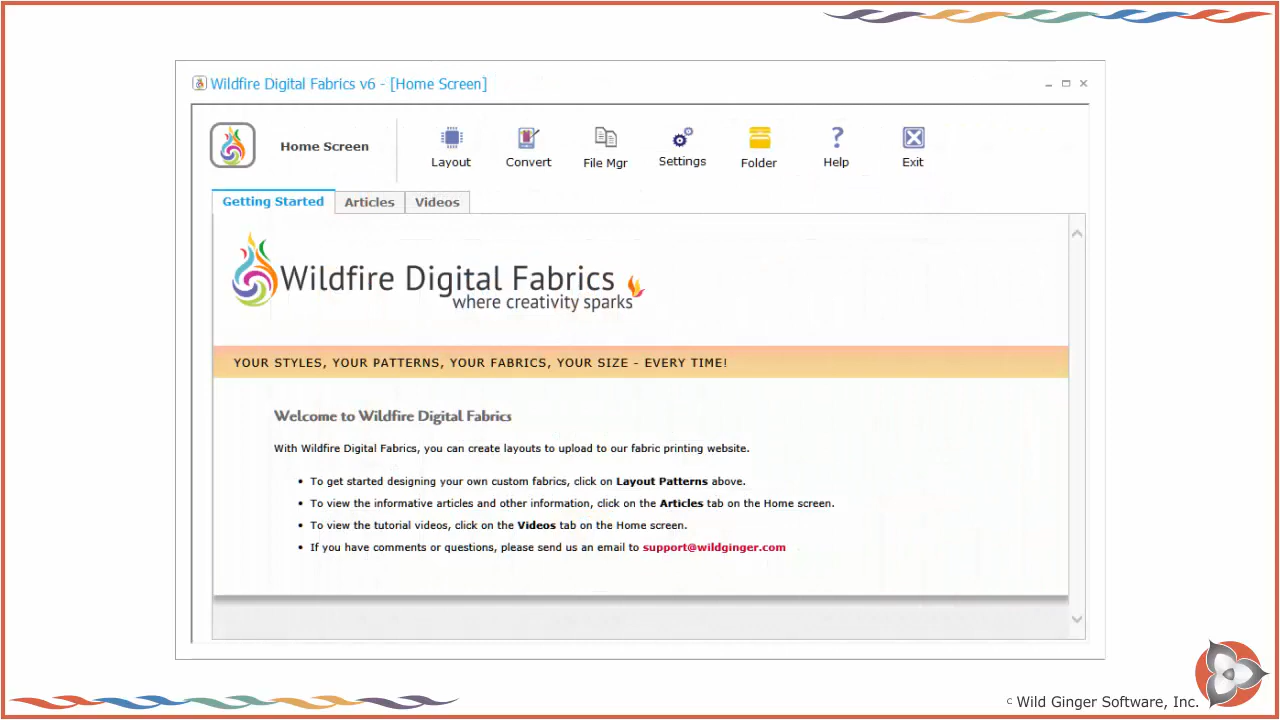 Wildfire Digital Fabrics v6 - [Home Screen]
Home Screen
Layout
Convert
File Mgr
Settings
Folder
Help
Exit
Getting Started
Articles
Videos
Wildfire Digital Fabrics
where creativity sparks
YOUR STYLES, YOUR PATTERNS, YOUR FABRICS, YOUR SIZE - EVERY TIME!
Welcome to Wildfire Digital Fabrics
With Wildfire Digital Fabrics, you can create layouts to upload to our fabric printing website.
• To get started designing your own custom fabrics, click on Layout Patterns above.
• To view the informative articles and other information, click on the Articles tab on the Home screen.
• To view the tutorial videos, click on the Videos tab on the Home screen.
• If you have comments or questions, please send us an email to support@wildginger.com
© Wild Ginger Software, Inc.